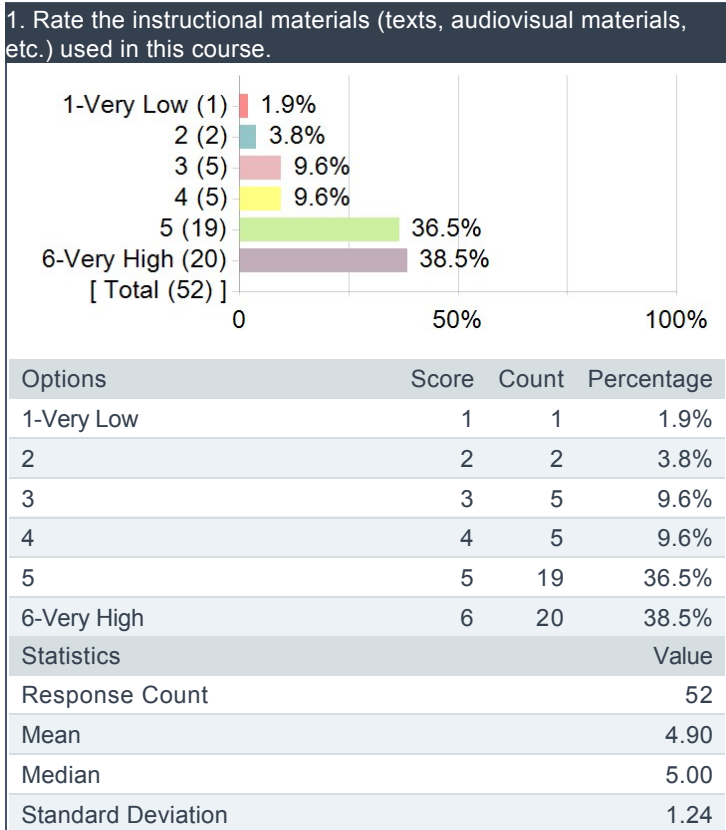 1. Rate the instructional materials (texts, audiovisual materials,
etc.) used in this course.
1-Very Low (1) 1.9%
2 (2) 3.8%
3 (5) 9.6%
4 (5) 9.6%
5 (19) 36.5%
6-Very High (20) 38.5%
[ Total (52) ]
0 50% 100%
Options Score Count Percentage
1-Very Low 1 1 1.9%
2 2 2 3.8%
3 3 5 9.6%
4 4 5 9.6%
5 5 19 36.5%
6-Very High 6 20 38.5%
Statistics Value
Response Count 52
Mean 4.90
Median 5.00
Standard Deviation 1.24